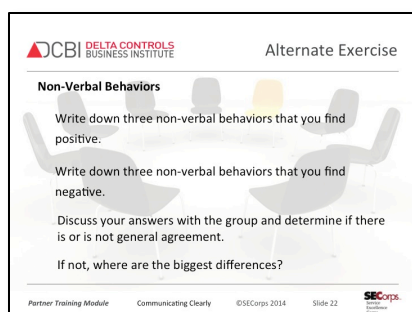 DCBI DELTA CONTROLS
BUSINESS INSTITUTE
Alternate Exercise
Non-Verbal Behaviors
Write down three non-verbal behaviors that you find
positive.
Write down three non-verbal behaviors that you find
negative.
Discuss your answers with the group and determine if there
is or is not general agreement.
If not, where are the biggest differences?
Partner Training Module Communicating Clearly ©SECorps 2014 Slide 22
SECorps
Service
Excellence